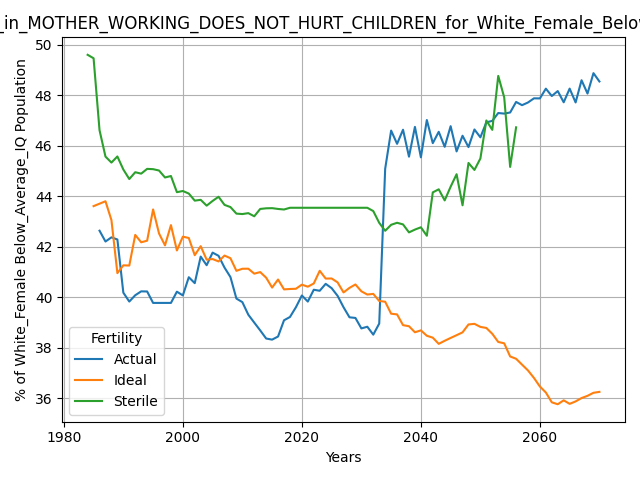 _in_MOTHER_WORKING_DOES_NOT_HURT_CHILDREN_for_White_Female_Below
50
48
46
44
42
40
38
36
% of White_Female Below_Average_IQ Population
Fertility
Actual
Ideal
Sterile
1980
2000
2020
2040
2060
Years